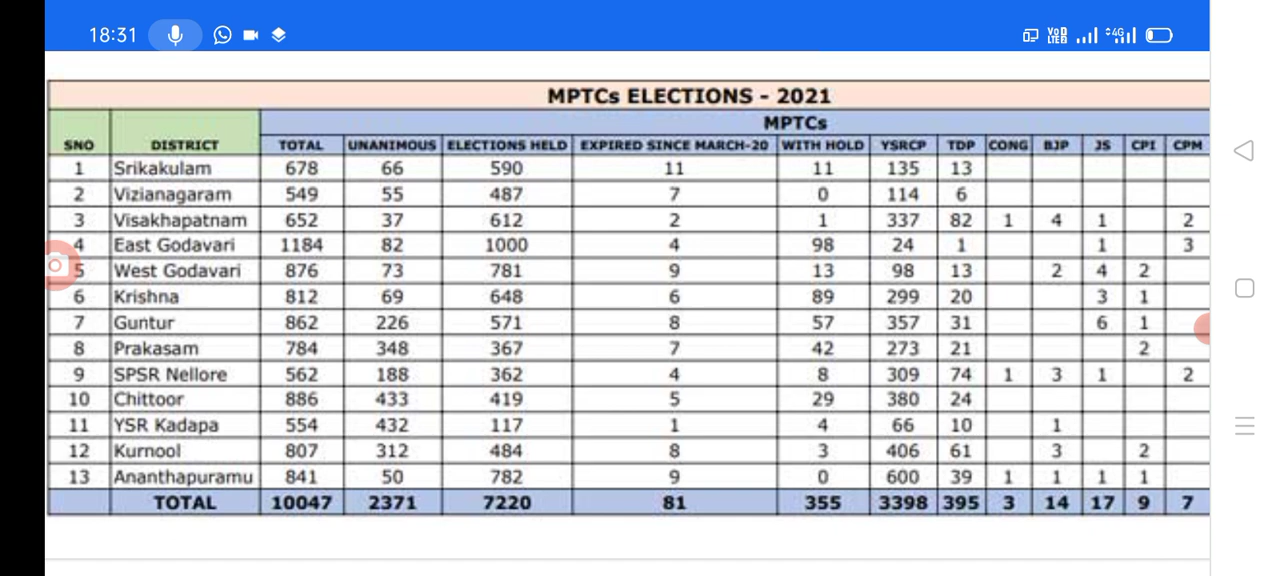 18:31
VoD LTEB 4G
MPTCs ELECTIONS - 2021
MPTCs
SNO DISTRICT TOTAL UNANIMOUS ELECTIONS HELD EXPIRED SINCE MARCH-20 WITH HOLD YSRCP TDP CONG BJP JS CPI CPM
1 Srikakulam 678 66 590 11 11 135 13
2 Vizianagaram 549 55 487 7 0 114 6
3 Visakhapatnam 652 37 612 2 1 337 82 1 4 1 2
4 East Godavari 1184 82 1000 4 98 24 1 1 3
5 West Godavari 876 73 781 9 13 98 13 2 4 2
6 Krishna 812 69 648 6 89 299 20 3 1
7 Guntur 862 226 571 8 57 357 31 6 1
8 Prakasam 784 348 367 7 42 273 21 2
9 SPSR Nellore 562 188 362 4 8 309 74 1 3 1 2
10 Chittoor 886 433 419 5 29 380 24
11 YSR Kadapa 554 432 117 1 4 66 10 1
12 Kurnool 807 312 484 8 3 406 61 3 2
13 Ananthapuramu 841 50 782 9 0 600 39 1 1 1 1
TOTAL 10047 2371 7220 81 355 3398 395 3 14 17 9 7